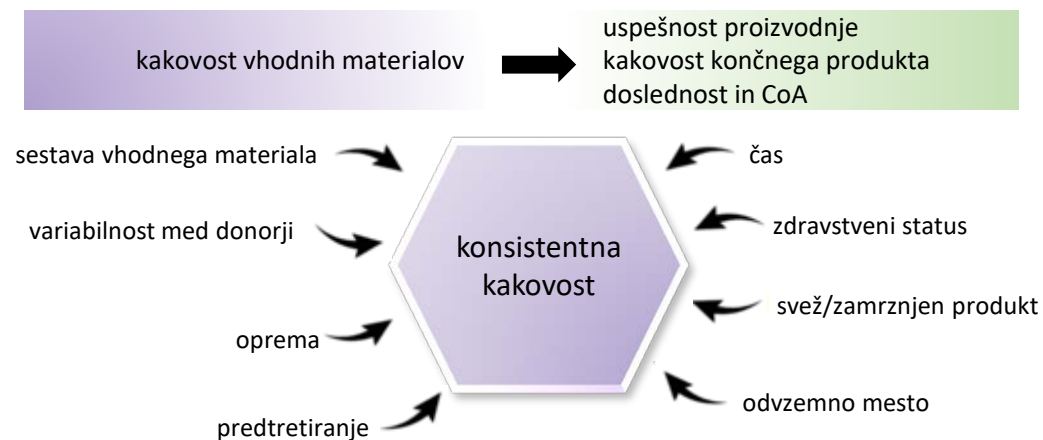 kakovost vhodnih materialov
uspešnost proizvodnje
kakovost končnega produkta
doslednost in CoA
sestava vhodnega materiala
variabilnost med donorji
oprema
predtretiranje
konsistentna
kakovost
čas
zdravstveni status
svež/zamrznjen produkt
odvzemno mesto